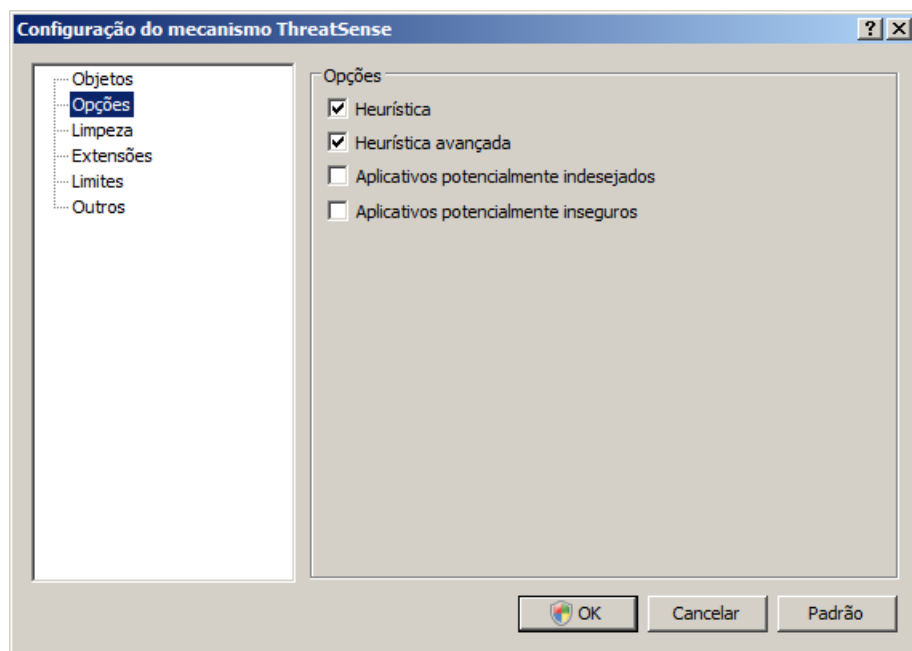 Configuração do mecanismo ThreatSense
Objetos
Opções
Limpeza
Extensões
Limites
Outros
Opções
Heurística
Heurística avançada
Aplicativos potencialmente indesejados
Aplicativos potencialmente inseguros
OK
Cancelar
Padrão